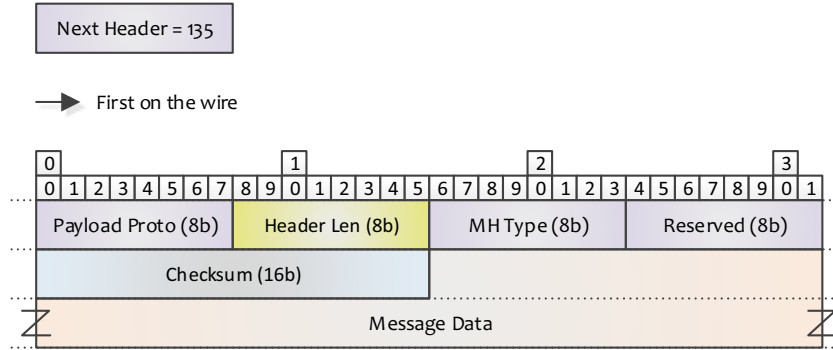 Next Header = 135
First on the wire
0 1 2 3
0 1 2 3 4 5 6 7 8 9 0 1 2 3 4 5 6 7 8 9 0 1 2 3 4 5 6 7 8 9 0 1
Payload Proto (8b) Header Len (8b) MH Type (8b) Reserved (8b)
Checksum (16b)
Message Data